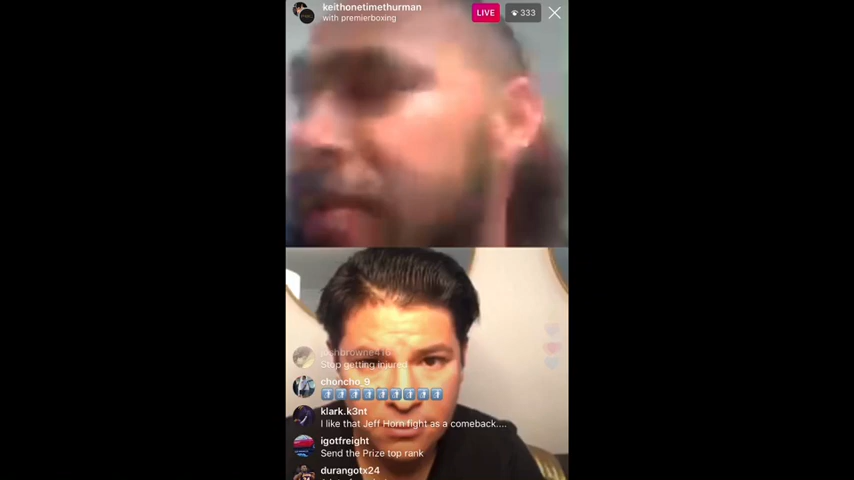 keithonetimethurman
with premierboxing
LIVE
333
joshbrowne410
Stop getting injured
choncho_9
klark.k3nt
I like that Jeff Horn fight as a comeback....
igotfreight
Send the Prize top rank
durangotx24